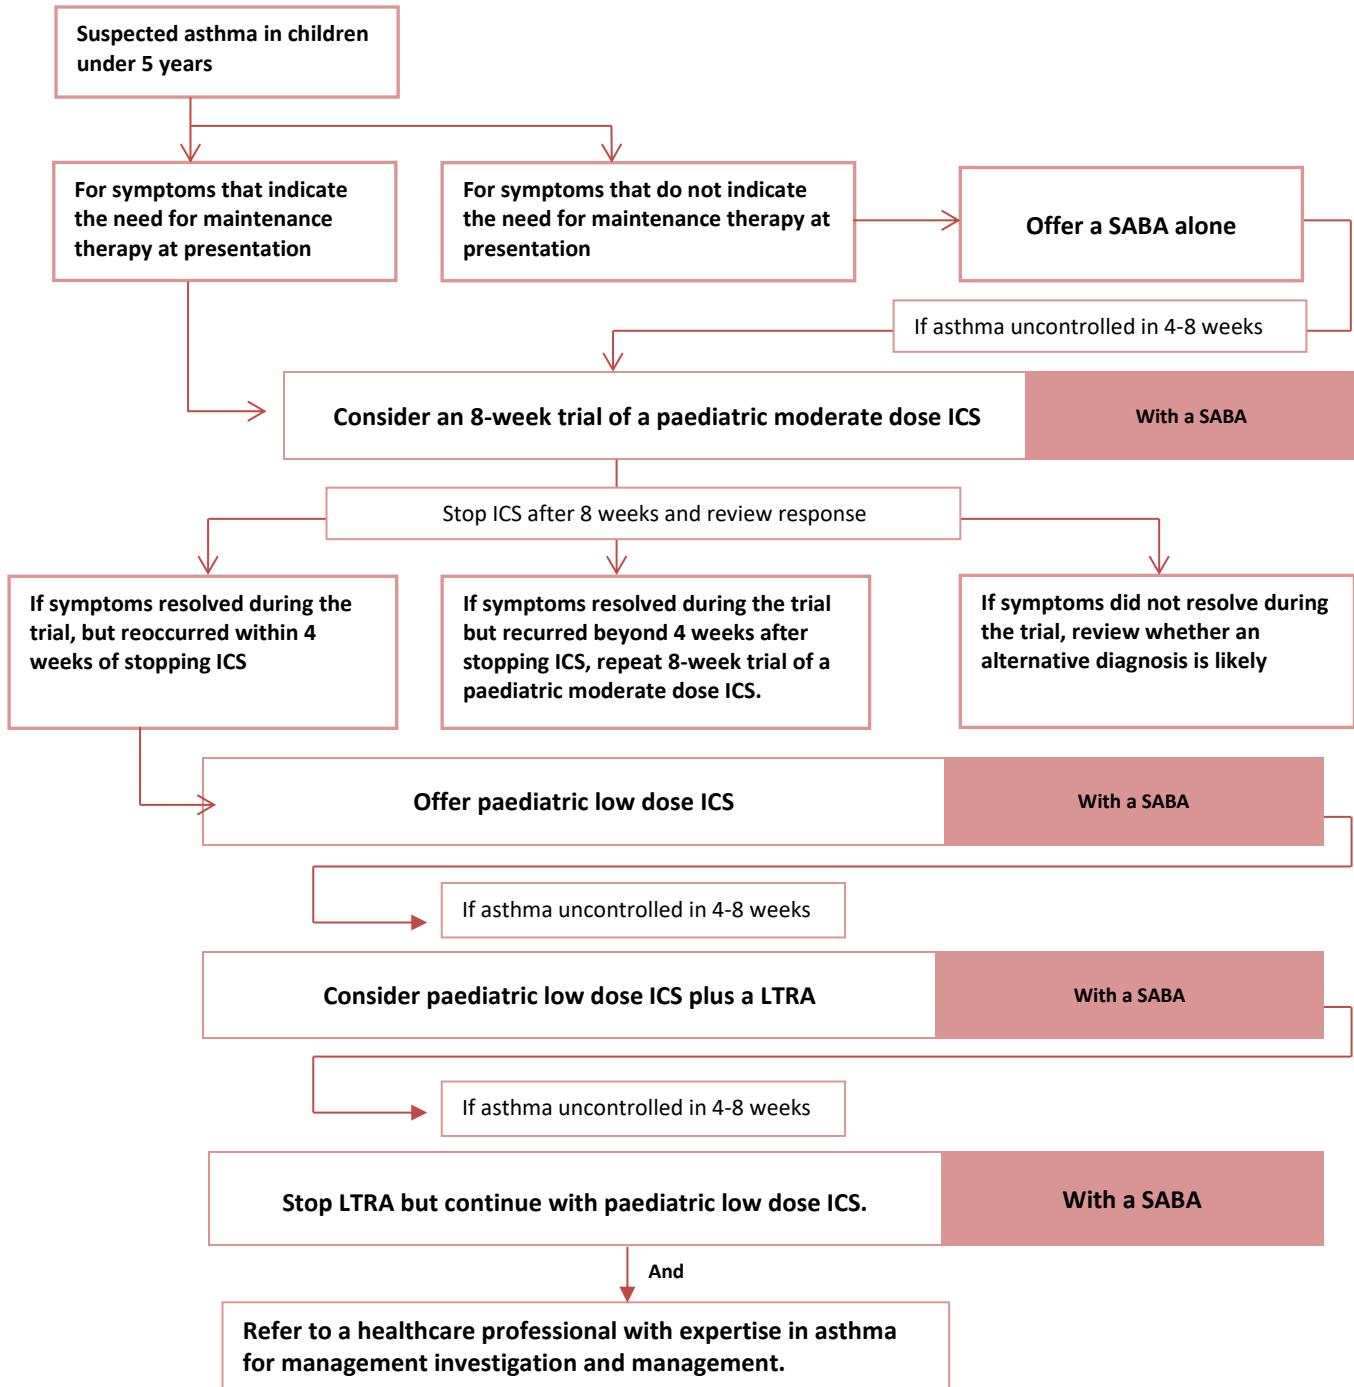 Suspected asthma in children
under 5 years
For symptoms that indicate
the need for maintenance
therapy at presentation
For symptoms that do not indicate
the need for maintenance therapy at
presentation
Offer a SABA alone
If asthma uncontrolled in 4-8 weeks
Consider an 8-week trial of a paediatric moderate dose ICS
With a SABA
Stop ICS after 8 weeks and review response
If symptoms resolved during the
trial, but reoccurred within 4
weeks of stopping ICS
If symptoms resolved during the trial
but recurred beyond 4 weeks after
stopping ICS, repeat 8-week trial of a
paediatric moderate dose ICS.
If symptoms did not resolve during
the trial, review whether an
alternative diagnosis is likely
Offer paediatric low dose ICS
With a SABA
If asthma uncontrolled in 4-8 weeks
Consider paediatric low dose ICS plus a LTRA
With a SABA
If asthma uncontrolled in 4-8 weeks
Stop LTRA but continue with paediatric low dose ICS.
With a SABA
And
Refer to a healthcare professional with expertise in asthma
for management investigation and management.